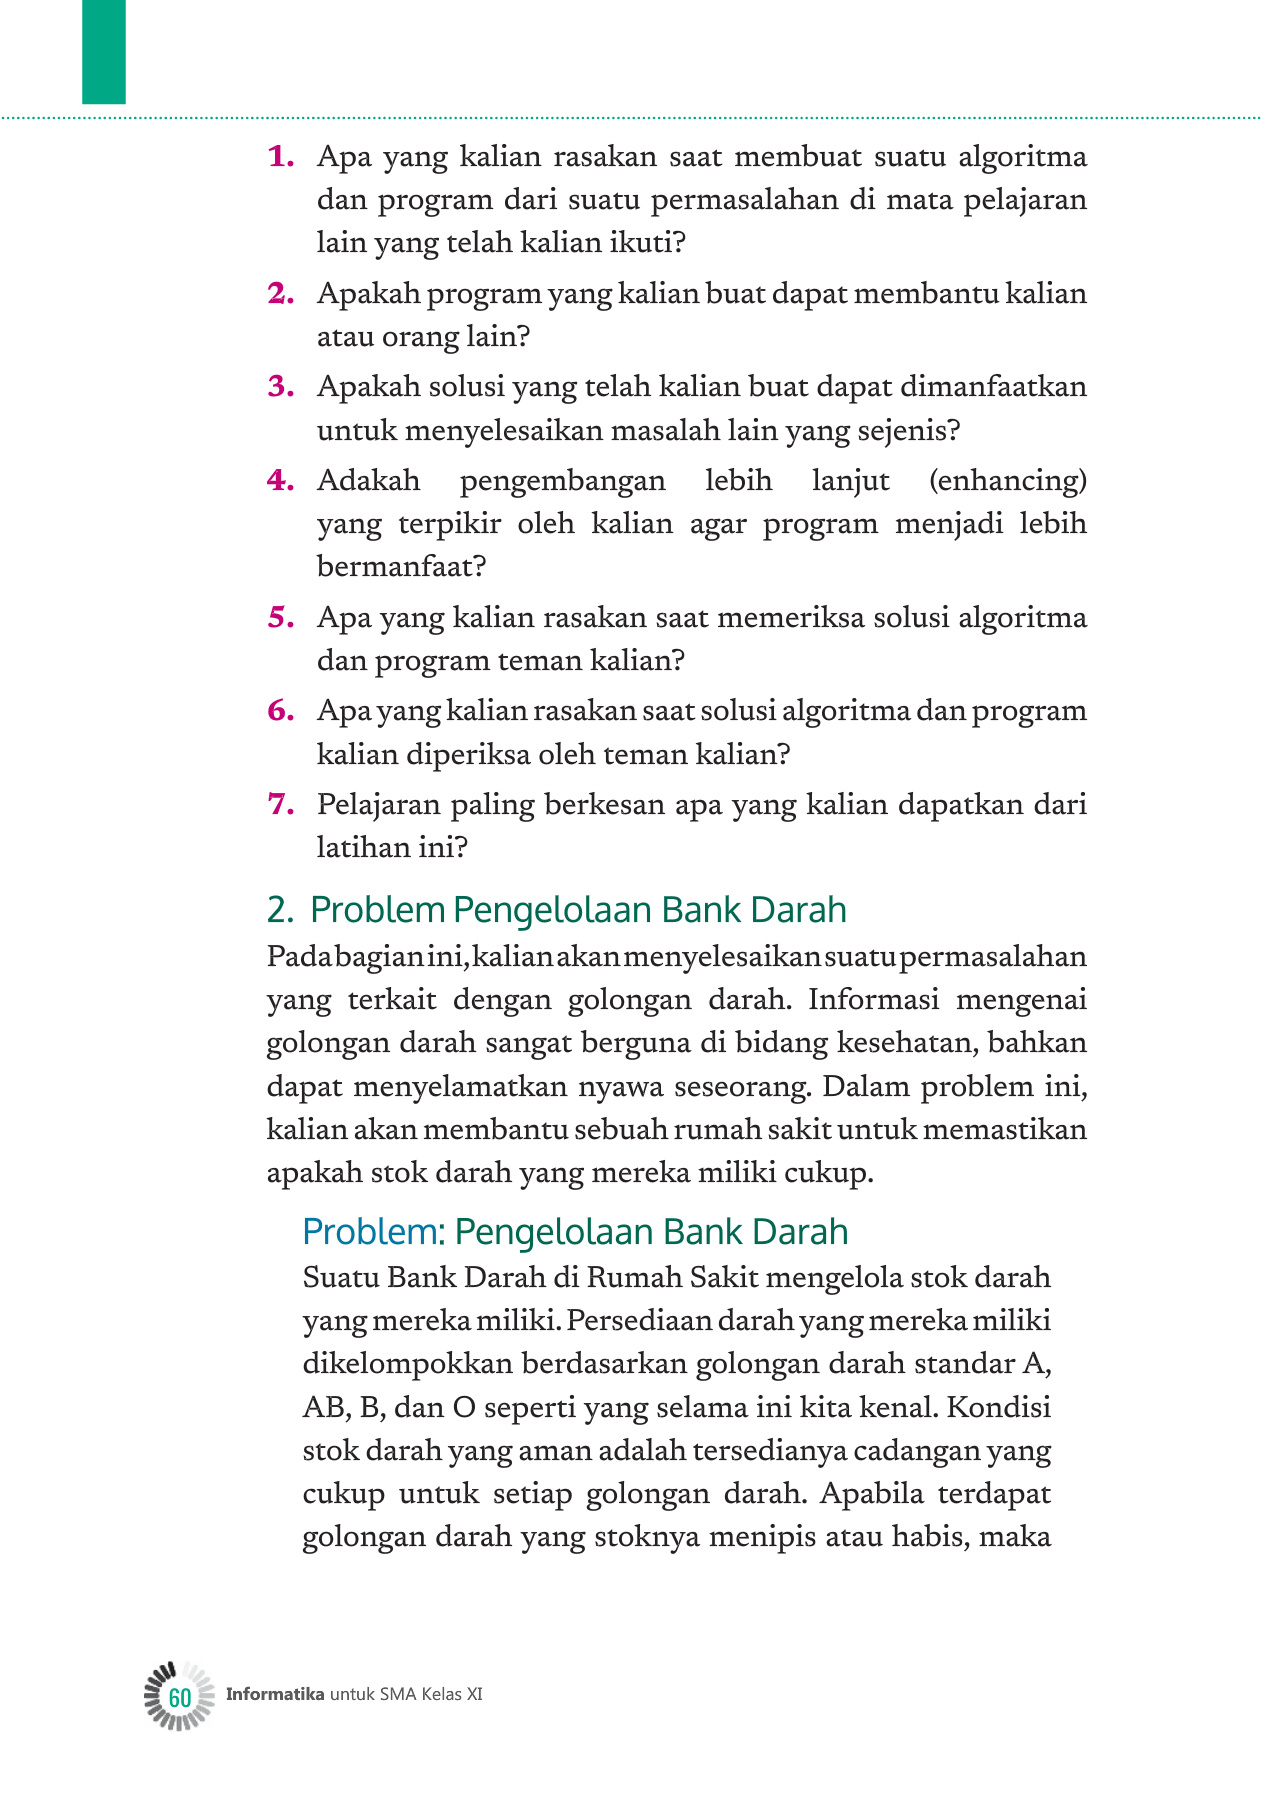 1. Apa yang kalian rasakan saat membuat suatu algoritma
dan program dari suatu permasalahan di mata pelajaran
lain yang telah kalian ikuti?
2. Apakah program yang kalian buat dapat membantu kalian
atau orang lain?
3. Apakah solusi yang telah kalian buat dapat dimanfaatkan
untuk menyelesaikan masalah lain yang sejenis?
4. Adakah pengembangan lebih lanjut (enhancing)
yang terpikir oleh kalian agar program menjadi lebih
bermanfaat?
5. Apa yang kalian rasakan saat memeriksa solusi algoritma
dan program teman kalian?
6. Apa yang kalian rasakan saat solusi algoritma dan program
kalian diperiksa oleh teman kalian?
7. Pelajaran paling berkesan apa yang kalian dapatkan dari
latihan ini?
2. Problem Pengelolaan Bank Darah
Pada bagian ini, kalian akan menyelesaikan suatu permasalahan
yang terkait dengan golongan darah. Informasi mengenai
golongan darah sangat berguna di bidang kesehatan, bahkan
dapat menyelamatkan nyawa seseorang. Dalam problem ini,
kalian akan membantu sebuah rumah sakit untuk memastikan
apakah stok darah yang mereka miliki cukup.
Problem: Pengelolaan Bank Darah
Suatu Bank Darah di Rumah Sakit mengelola stok darah
yang mereka miliki. Persediaan darah yang mereka miliki
dikelompokkan berdasarkan golongan darah standar A,
AB, B, dan O seperti yang selama ini kita kenal. Kondisi
stok darah yang aman adalah tersedianya cadangan yang
cukup untuk setiap golongan darah. Apabila terdapat
golongan darah yang stoknya menipis atau habis, maka
60 Informatika untuk SMA Kelas XI